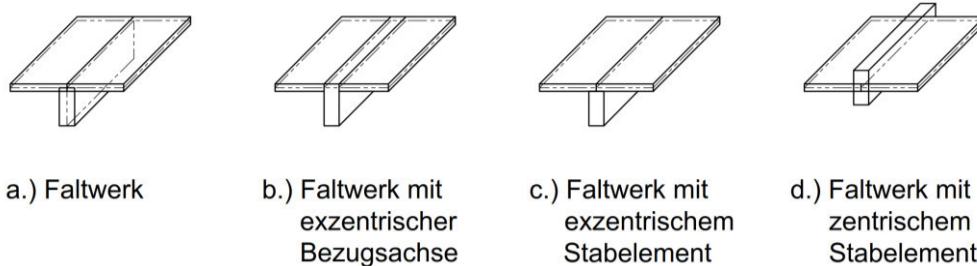 a.) Faltwerk
b.) Faltwerk mit
exzentrischer
Bezugsachse
c.) Faltwerk mit
exzentrischem
Stabelement
d.) Faltwerk mit
zentrischem
Stabelement